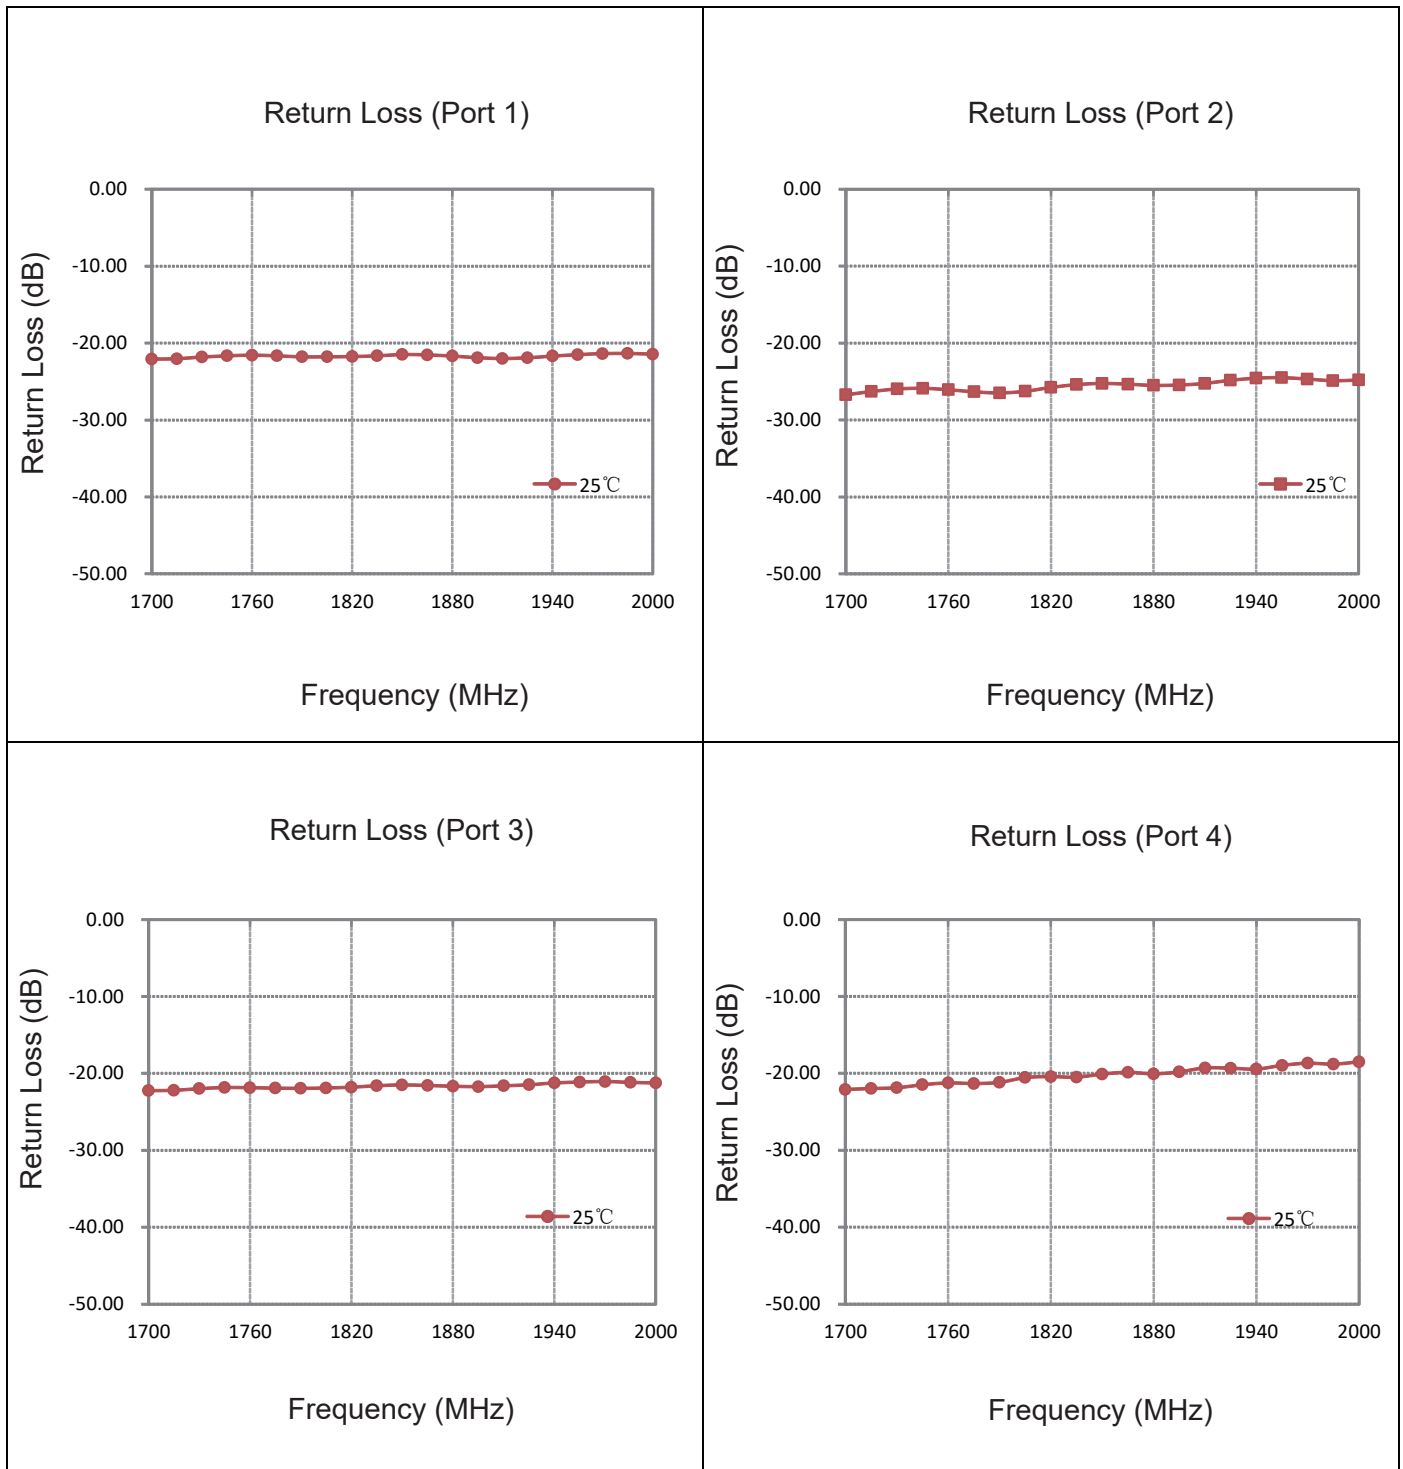 Return Loss (Port 1)
Return Loss (dB)
0.00
-10.00
-20.00
-30.00
-40.00
-50.00
25℃
1700 1760 1820 1880 1940 2000
Frequency (MHz)
Return Loss (Port 2)
Return Loss (dB)
0.00
-10.00
-20.00
-30.00
-40.00
-50.00
25℃
1700 1760 1820 1880 1940 2000
Frequency (MHz)
Return Loss (Port 3)
Return Loss (dB)
0.00
-10.00
-20.00
-30.00
-40.00
-50.00
25℃
1700 1760 1820 1880 1940 2000
Frequency (MHz)
Return Loss (Port 4)
Return Loss (dB)
0.00
-10.00
-20.00
-30.00
-40.00
-50.00
25℃
1700 1760 1820 1880 1940 2000
Frequency (MHz)